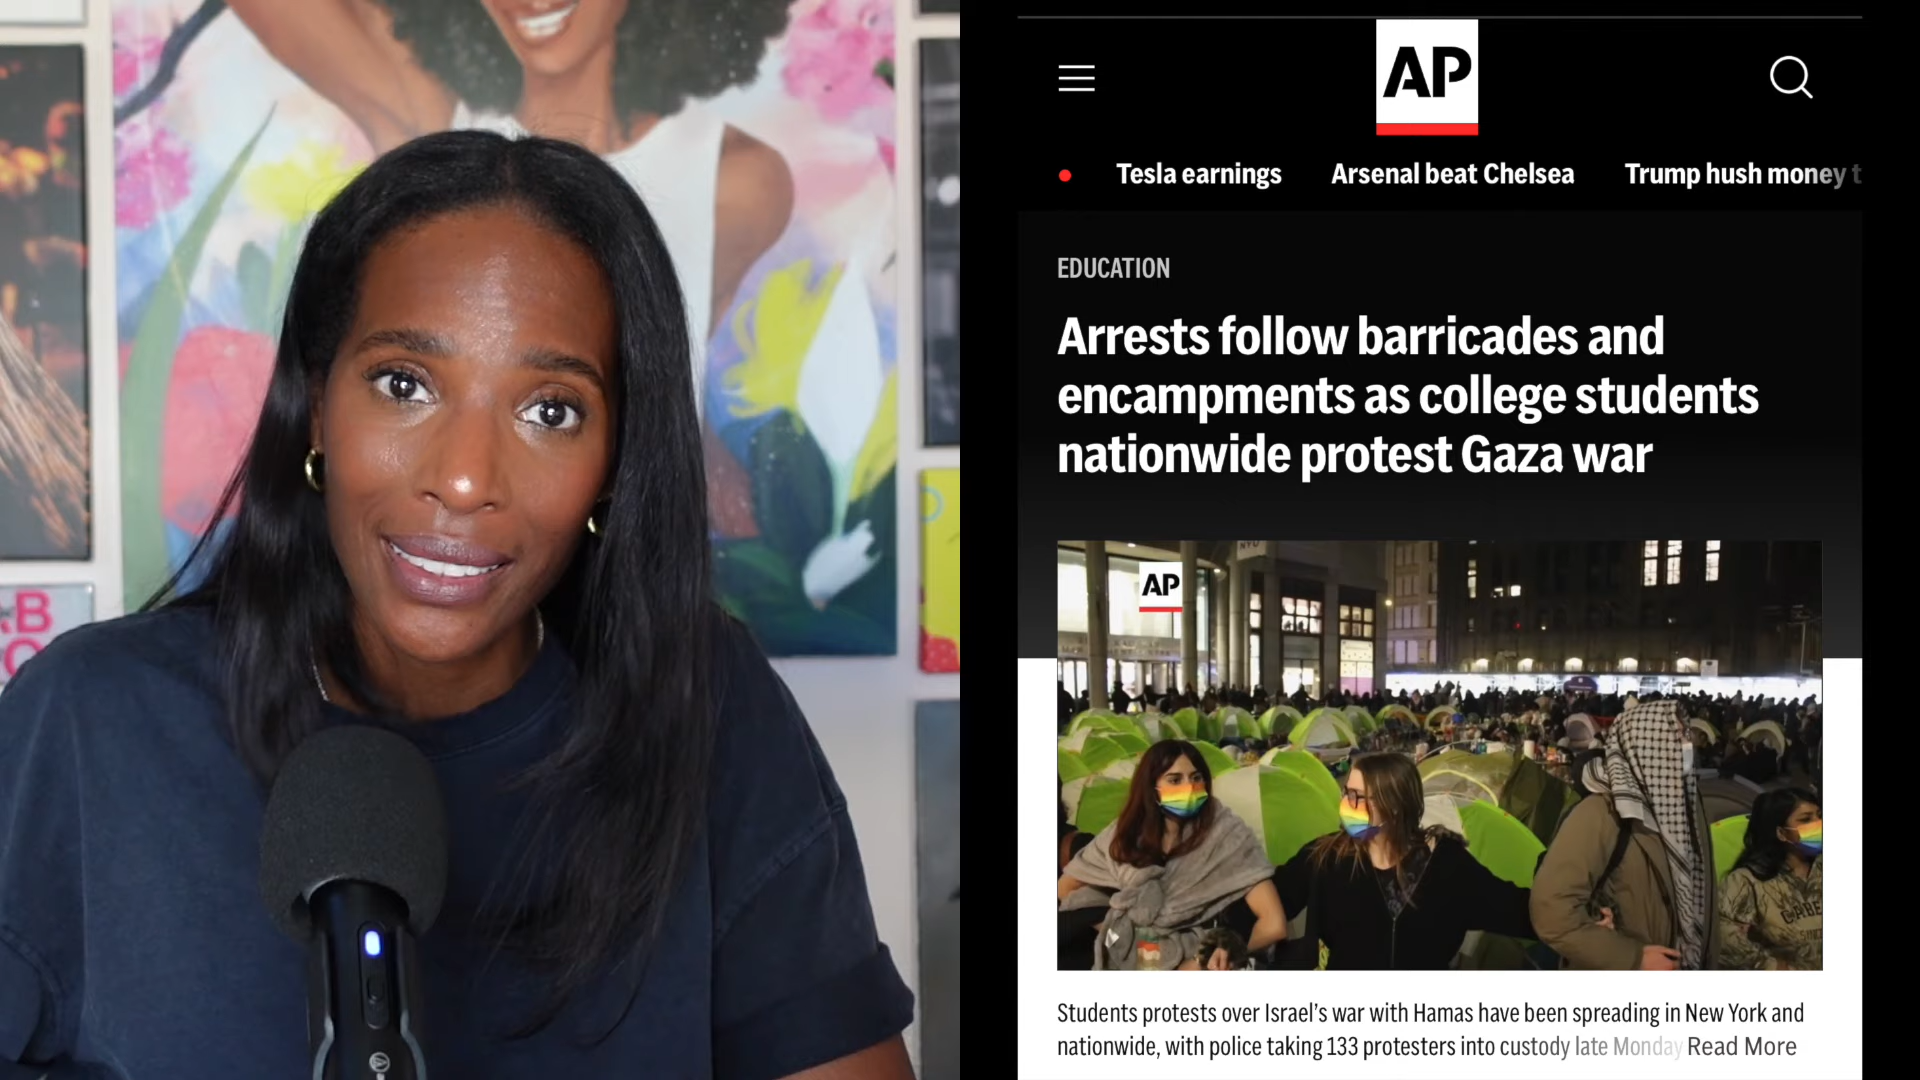 B
AP
Tesla earnings
Arsenal beat Chelsea
Trump hush money t
EDUCATION
Arrests follow barricades and
encampments as college students
nationwide protest Gaza war
NYU
AP
Students protests over Israel’s war with Hamas have been spreading in New York and
nationwide, with police taking 133 protesters into custody late Monday Read More